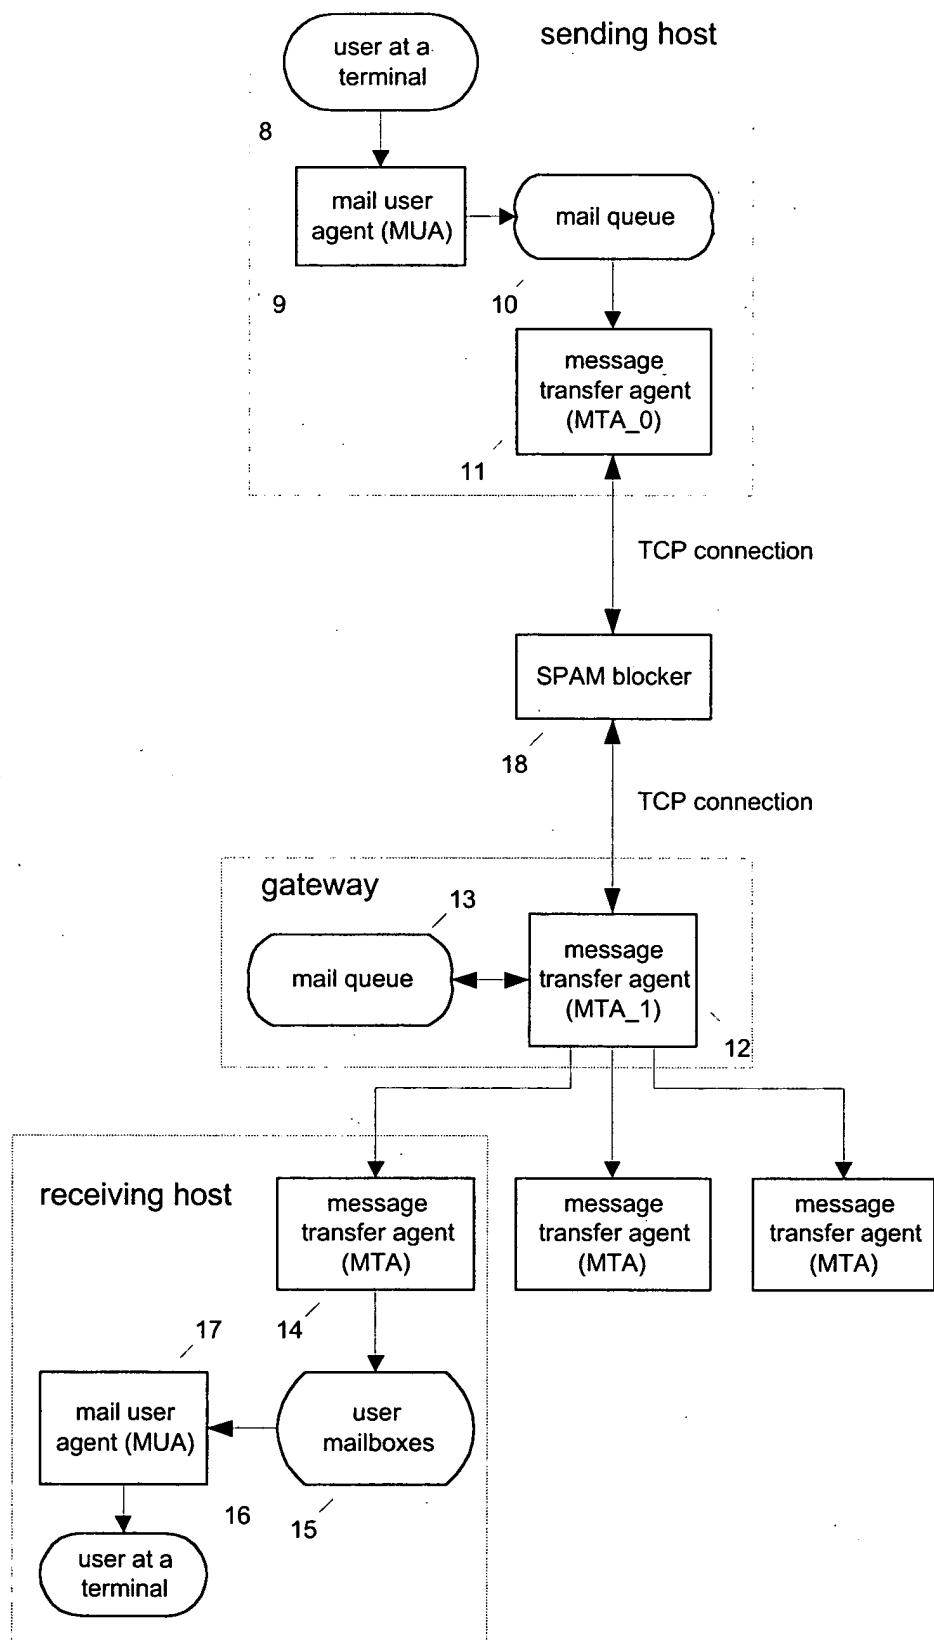 sending host
user at a
terminal
8
mail user
agent (MUA)
mail queue
9
10
message
transfer agent
(MTA_0)
11
TCP connection
SPAM blocker
18
TCP connection
gateway
13
mail queue
message
transfer agent
(MTA_1)
12
receiving host
message
transfer agent
(MTA)
message
transfer agent
(MTA)
message
transfer agent
(MTA)
14
17
mail user
agent (MUA)
user
mailboxes
16
15
user at a
terminal